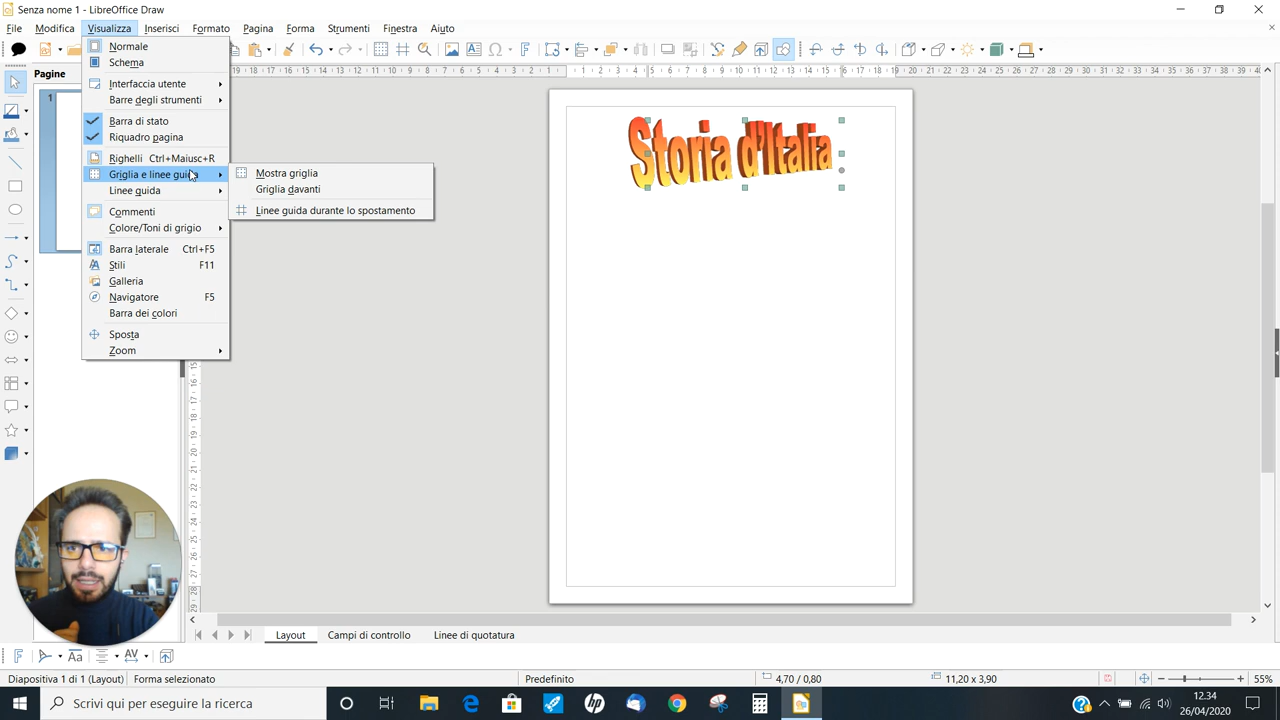 Senza nome 1 - LibreOffice Draw
File Modifica Visualizza Inserisci Formato Pagina Forma Strumenti Finestra Aiuto
Pagine
1
Normale
Schema
Interfaccia utente
Barre degli strumenti
Barra di stato
Riquadro pagina
Righelli Ctrl+Maiusc+R
Griglia e linee guida
Linee guida
Commenti
Colore/Toni di grigio
Barra laterale Ctrl+F5
Stili F11
Galleria
Navigatore F5
Barra dei colori
Sposta
Zoom
Mostra griglia
Griglia davanti
Linee guida durante lo spostamento
Storia d'Italia
Layout Campi di controllo Linee di quotatura
Diapositiva 1 di 1 (Layout) Forma selezionato Predefinito 4,70 / 0,80 11,20 x 3,90 55%
Scrivi qui per eseguire la ricerca
12.34
26/04/2020